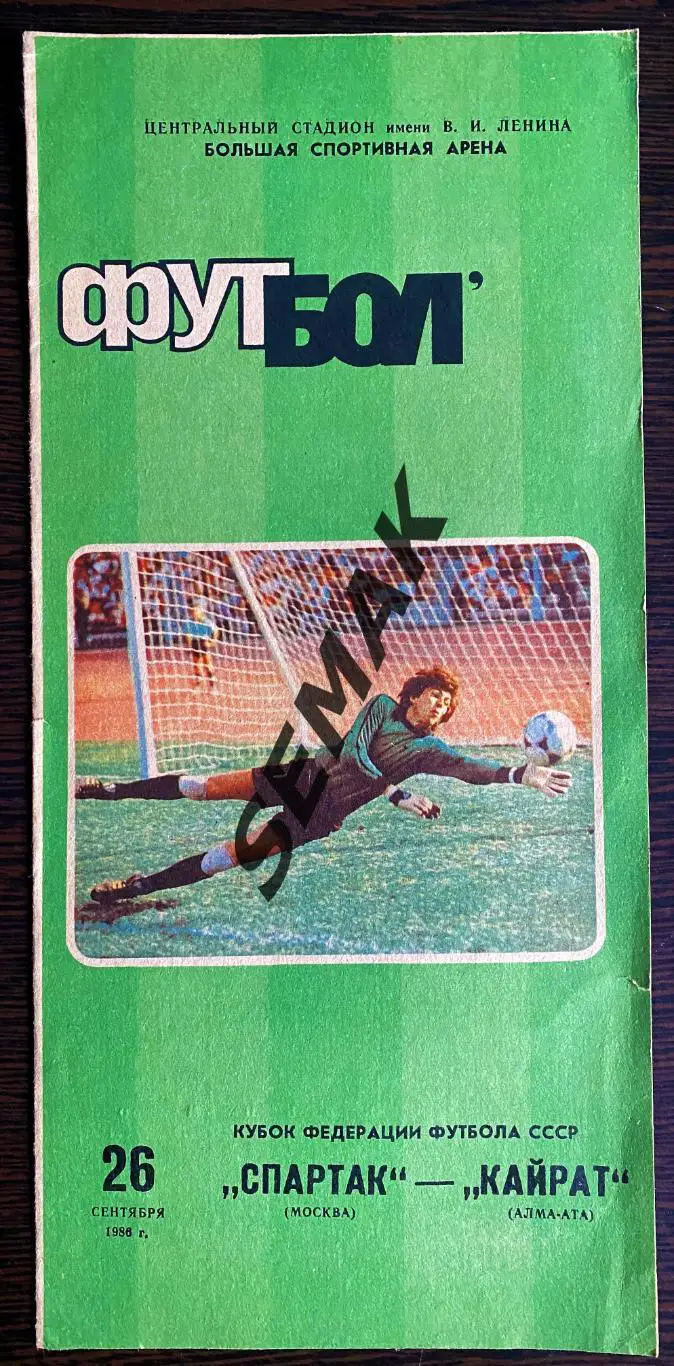 ЦЕНТРАЛЬНЫЙ СТАДИОН имени В. И. ЛЕНИНА
БОЛЬШАЯ СПОРТИВНАЯ АРЕНА
ФУТБОЛ'
SEMAK
КУБОК ФЕДЕРАЦИИ ФУТБОЛА СССР
26 „СПАРТАК" — „КАЙРАТ"
СЕНТЯБРЯ (МОСКВА) (АЛМА-АТА)
1986 г.